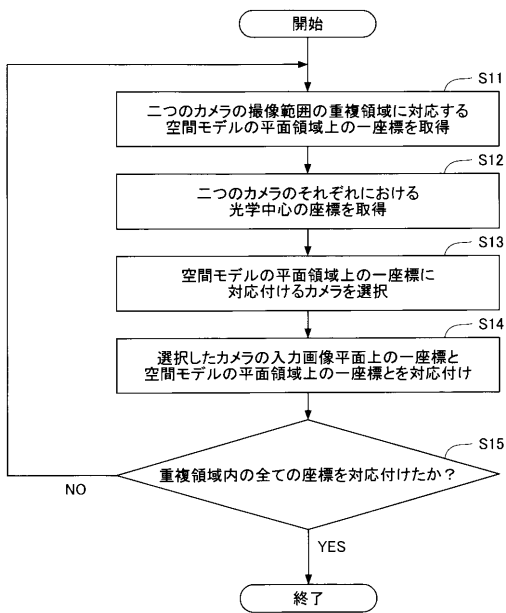 開始
S11
二つのカメラの撮像範囲の重複領域に対応する
空間モデルの平面領域上の一座標を取得
S12
二つのカメラのそれぞれにおける
光学中心の座標を取得
S13
空間モデルの平面領域上の一座標に
対応付けるカメラを選択
S14
選択したカメラの入力画像平面上の一座標と
空間モデルの平面領域上の一座標とを対応付け
S15
重複領域内の全ての座標を対応付けたか？
NO
YES
終了